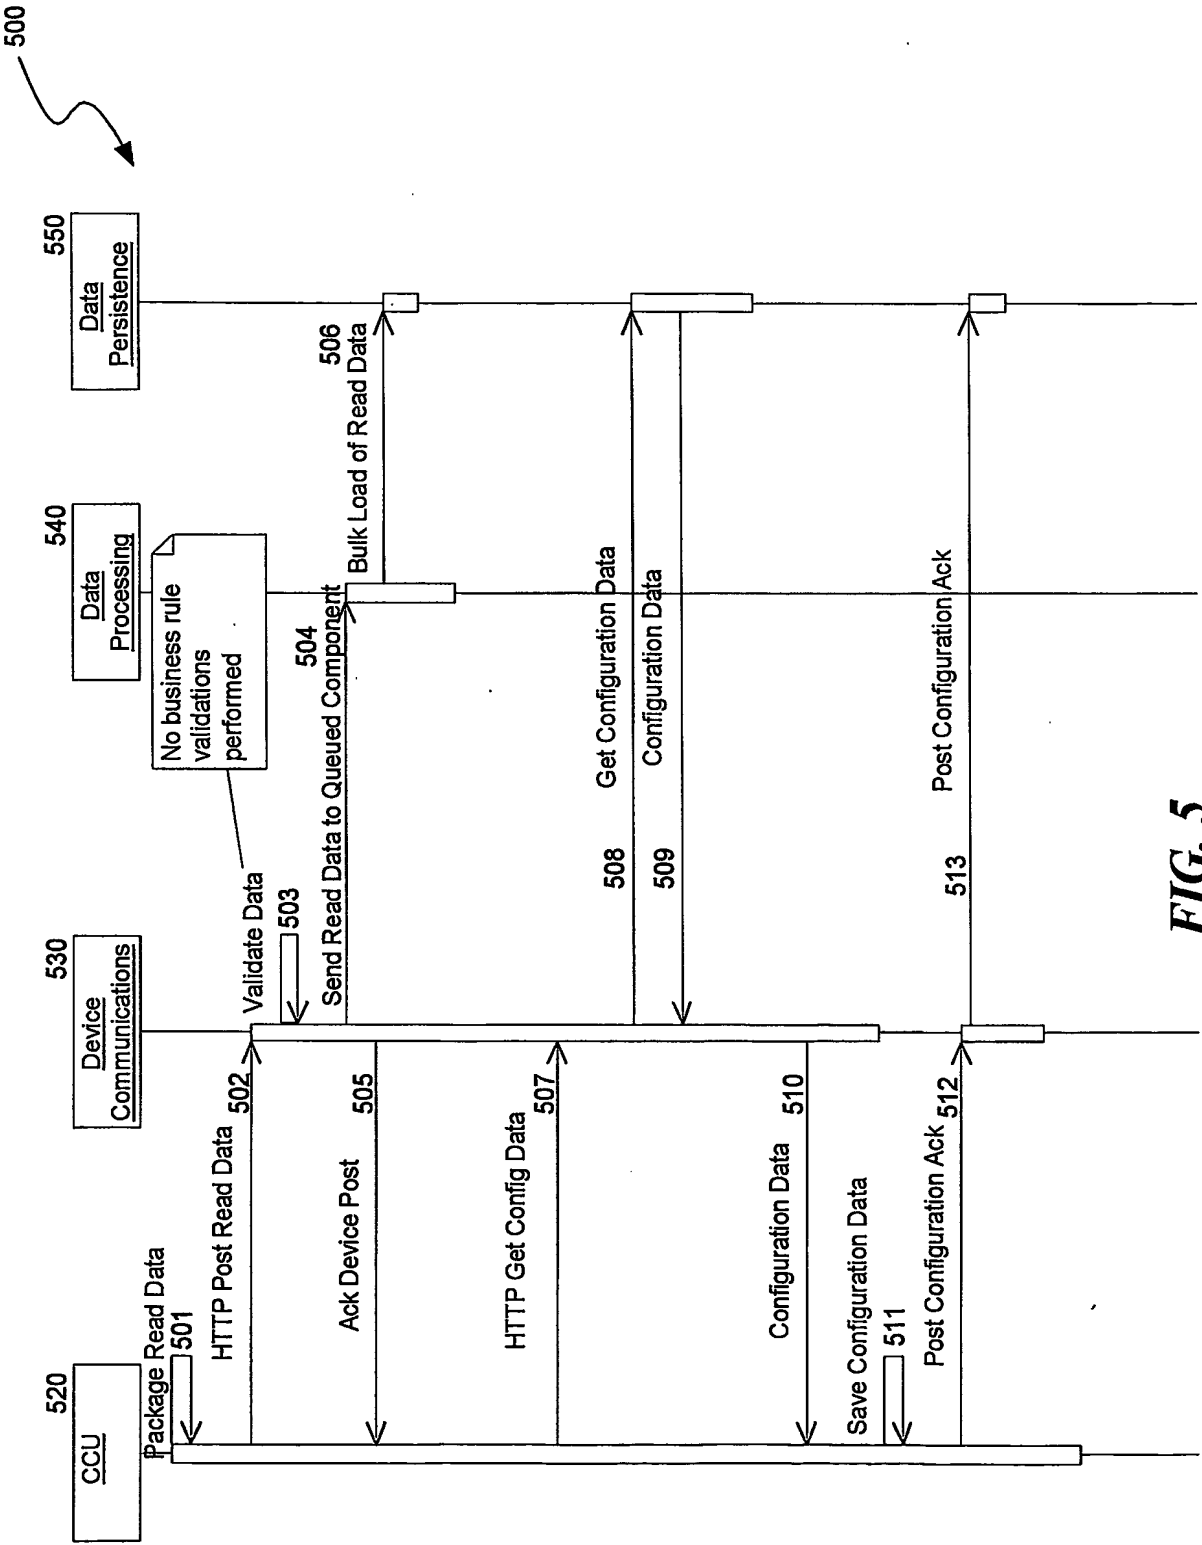 500
520
CCU
530
Device
Communications
540
Data
Processing
550
Data
Persistence
Package Read Data
501
HTTP Post Read Data
502
No business rule
validations
performed
Validate Data
503
Send Read Data to Queued Component
504
Ack Device Post
505
Bulk Load of Read Data
506
HTTP Get Config Data
507
Get Configuration Data
508
Configuration Data
509
Configuration Data
510
Save Configuration Data
511
Post Configuration Ack
512
Post Configuration Ack
513
FIG. 5